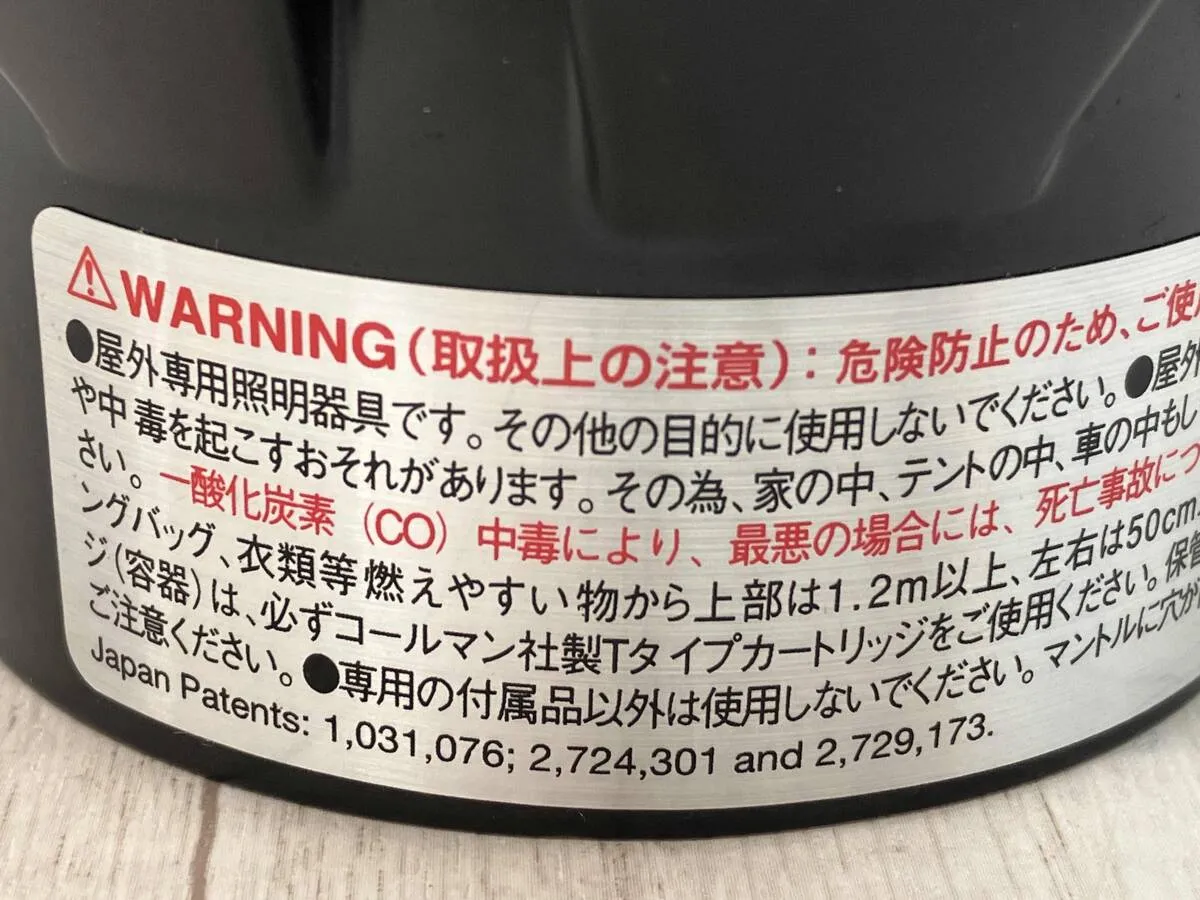 ⚠WARNING(取扱上の注意):危険防止のため、ご使
●屋外専用照明器具です。その他の目的に使用しないでください。●屋外
や中毒を起こすおそれがあります。その為、家の中、テントの中、車の中もし
さい。一酸化炭素(CO)中毒により、最悪の場合には、死亡事故につ
ングバッグ、衣類等燃えやすい物から上部は1.2m以上、左右は50cm
ジ(容器)は、必ずコールマン社製Tタイプカートリッジをご使用ください。保管
ご注意ください。●専用の付属品以外は使用しないでください。マントルに穴が
Japan Patents: 1,031,076; 2,724,301 and 2,729,173.